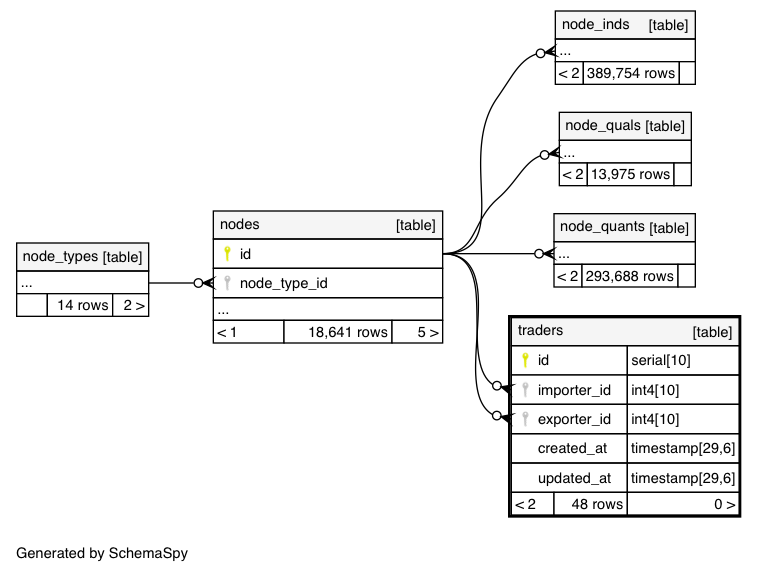 node_inds [table]
...
< 2 389,754 rows
node_quals [table]
...
< 2 13,975 rows
nodes [table]
id
node_type_id
...
< 1 18,641 rows 5 >
node_quants [table]
...
< 2 293,688 rows
node_types [table]
...
14 rows 2 >
traders [table]
id serial[10]
importer_id int4[10]
exporter_id int4[10]
created_at timestamp[29,6]
updated_at timestamp[29,6]
< 2 48 rows 0 >
Generated by SchemaSpy